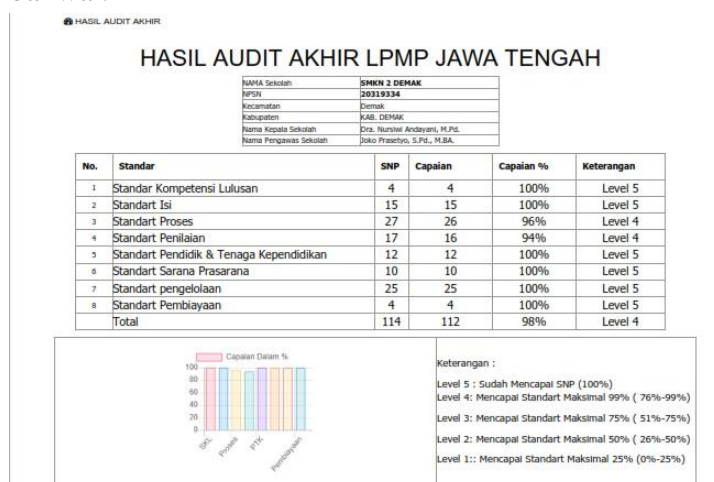 HASIL AUDIT AKHIR
HASIL AUDIT AKHIR LPMP JAWA TENGAH
NAMA Sekolah SMKN 2 DEMAK
NPSN 20319334
Kecamatan Demak
Kabupaten KAB. DEMAK
Nama Kepala Sekolah Dra. Nursiwi Andayani, M.Pd.
Nama Pengawas Sekolah Joko Prasetyo, S.Pd., M.BA.
No. Standar SNP Capaian Capaian % Keterangan
1 Standar Kompetensi Lulusan 4 4 100% Level 5
2 Standart Isi 15 15 100% Level 5
3 Standart Proses 27 26 96% Level 4
4 Standart Penilaian 17 16 94% Level 4
5 Standart Pendidik & Tenaga Kependidikan 12 12 100% Level 5
6 Standart Sarana Prasarana 10 10 100% Level 5
7 Standart pengelolaan 25 25 100% Level 5
8 Standart Pembiayaan 4 4 100% Level 5
Total 114 112 98% Level 4
Capaian Dalam %
100
80
60
40
20
0
SKL Proses PTK Pembiayaan
Keterangan :
Level 5 : Sudah Mencapai SNP (100%)
Level 4: Mencapai Standart Maksimal 99% ( 76%-99%)
Level 3: Mencapai Standart Maksimal 75% ( 51%-75%)
Level 2: Mencapai Standart Maksimal 50% ( 26%-50%)
Level 1:: Mencapai Standart Maksimal 25% (0%-25%)